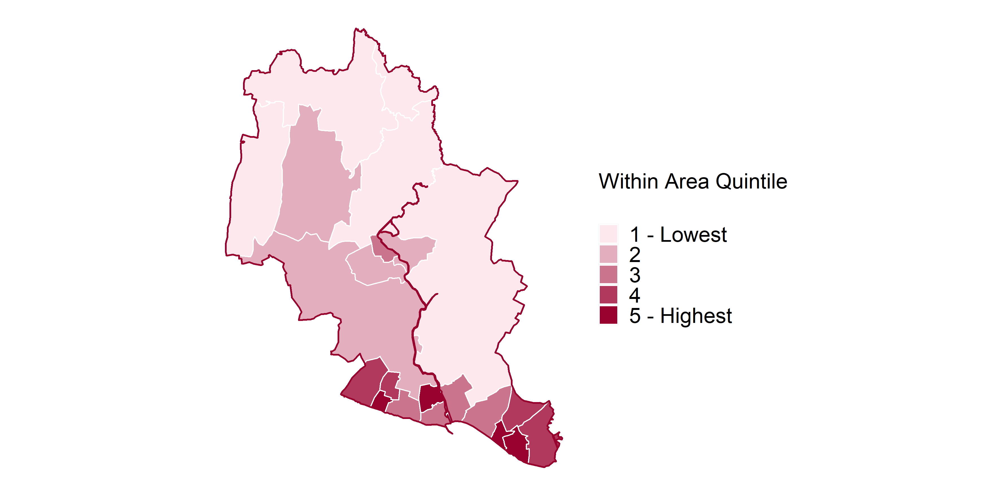 Within Area Quintile
1 - Lowest
2
3
4
5 - Highest